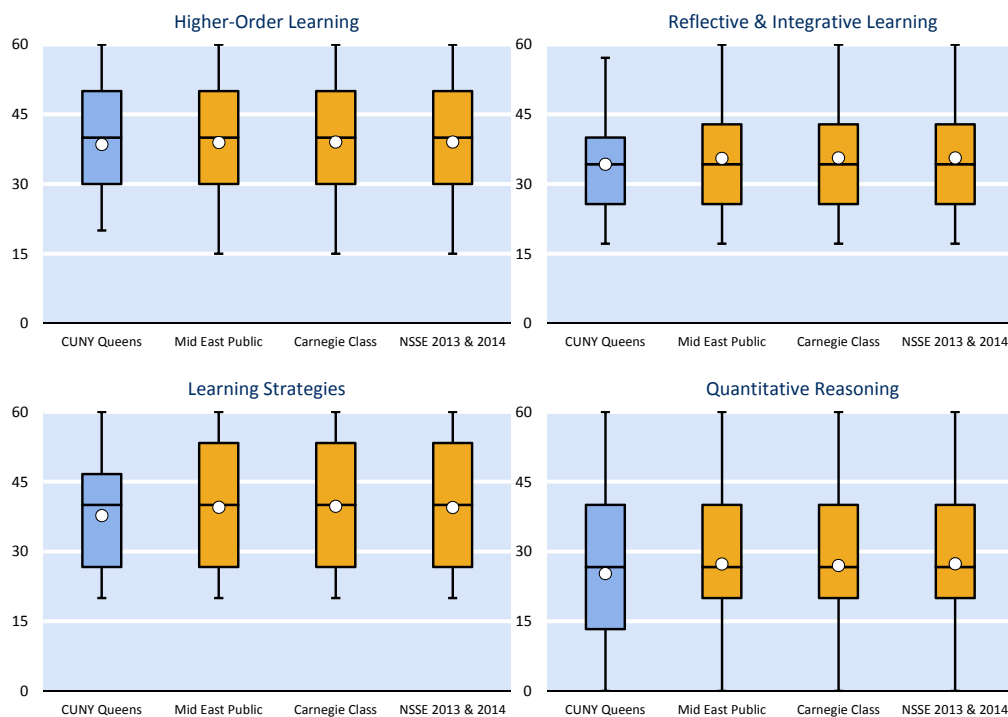 Higher-Order Learning
60
45
30
15
0
CUNY Queens Mid East Public Carnegie Class NSSE 2013 & 2014
Reflective & Integrative Learning
60
45
30
15
0
CUNY Queens Mid East Public Carnegie Class NSSE 2013 & 2014
Learning Strategies
60
45
30
15
0
CUNY Queens Mid East Public Carnegie Class NSSE 2013 & 2014
Quantitative Reasoning
60
45
30
15
0
CUNY Queens Mid East Public Carnegie Class NSSE 2013 & 2014